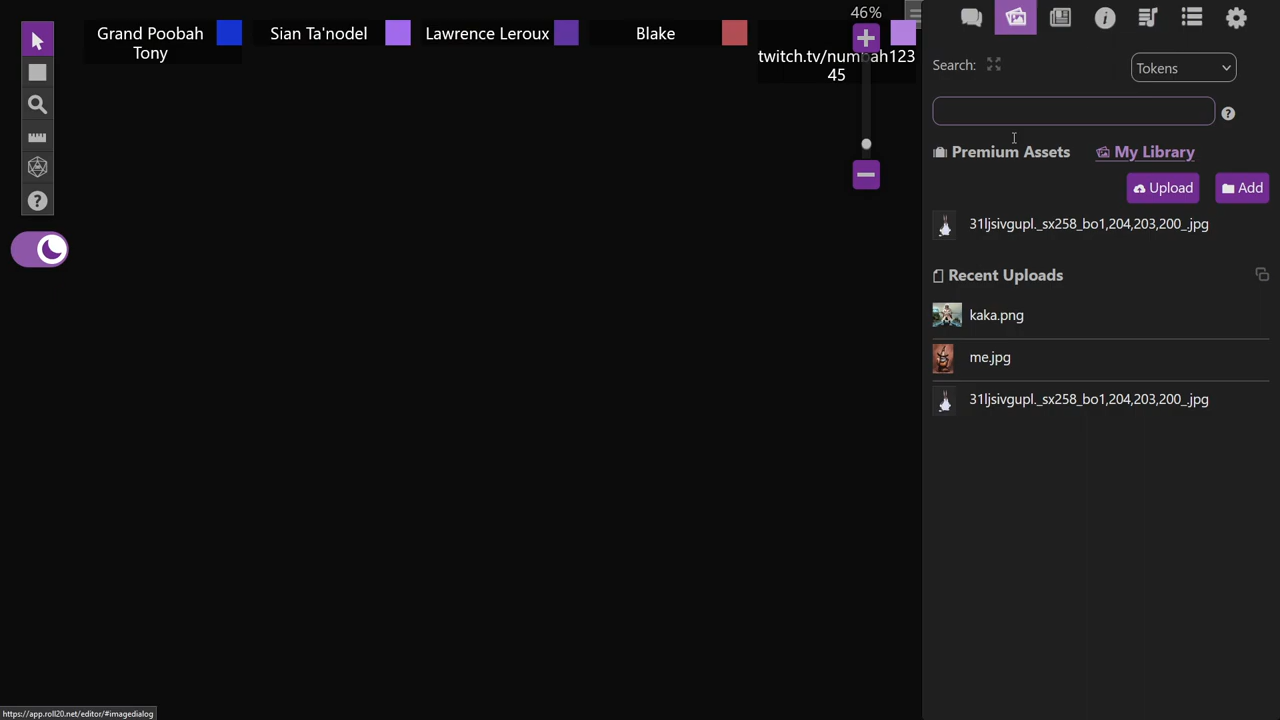 Grand Poobah
Tony
Sian Ta'nodel
Lawrence Leroux
Blake
twitch.tv/numbah123
45
46%
Search:
Tokens
Premium Assets
My Library
Upload
Add
31ljsivgupl._sx258_bo1,204,203,200_.jpg
Recent Uploads
kaka.png
me.jpg
31ljsivgupl._sx258_bo1,204,203,200_.jpg
https://app.roll20.net/editor/#imagedialog